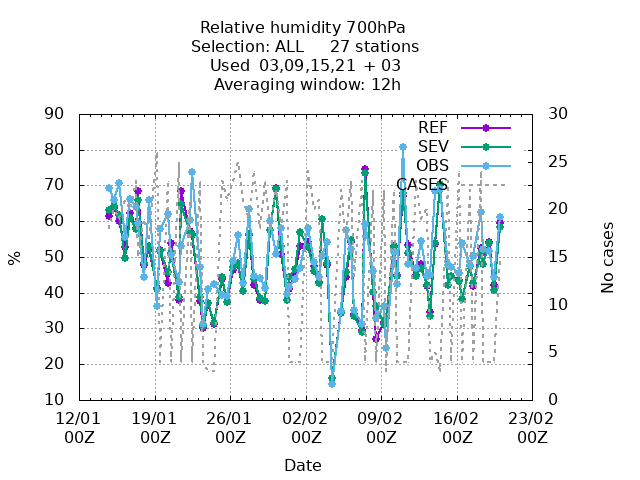 Relative humidity 700hPa
Selection: ALL 27 stations
Used 03,09,15,21 + 03
Averaging window: 12h
REF
SEV
OBS
CASES
90
80
70
60
50
40
30
20
10
%
30
25
20
15
10
5
0
No cases
12/01 19/01 26/01 02/02 09/02 16/02 23/02
00Z 00Z 00Z 00Z 00Z 00Z 00Z
Date